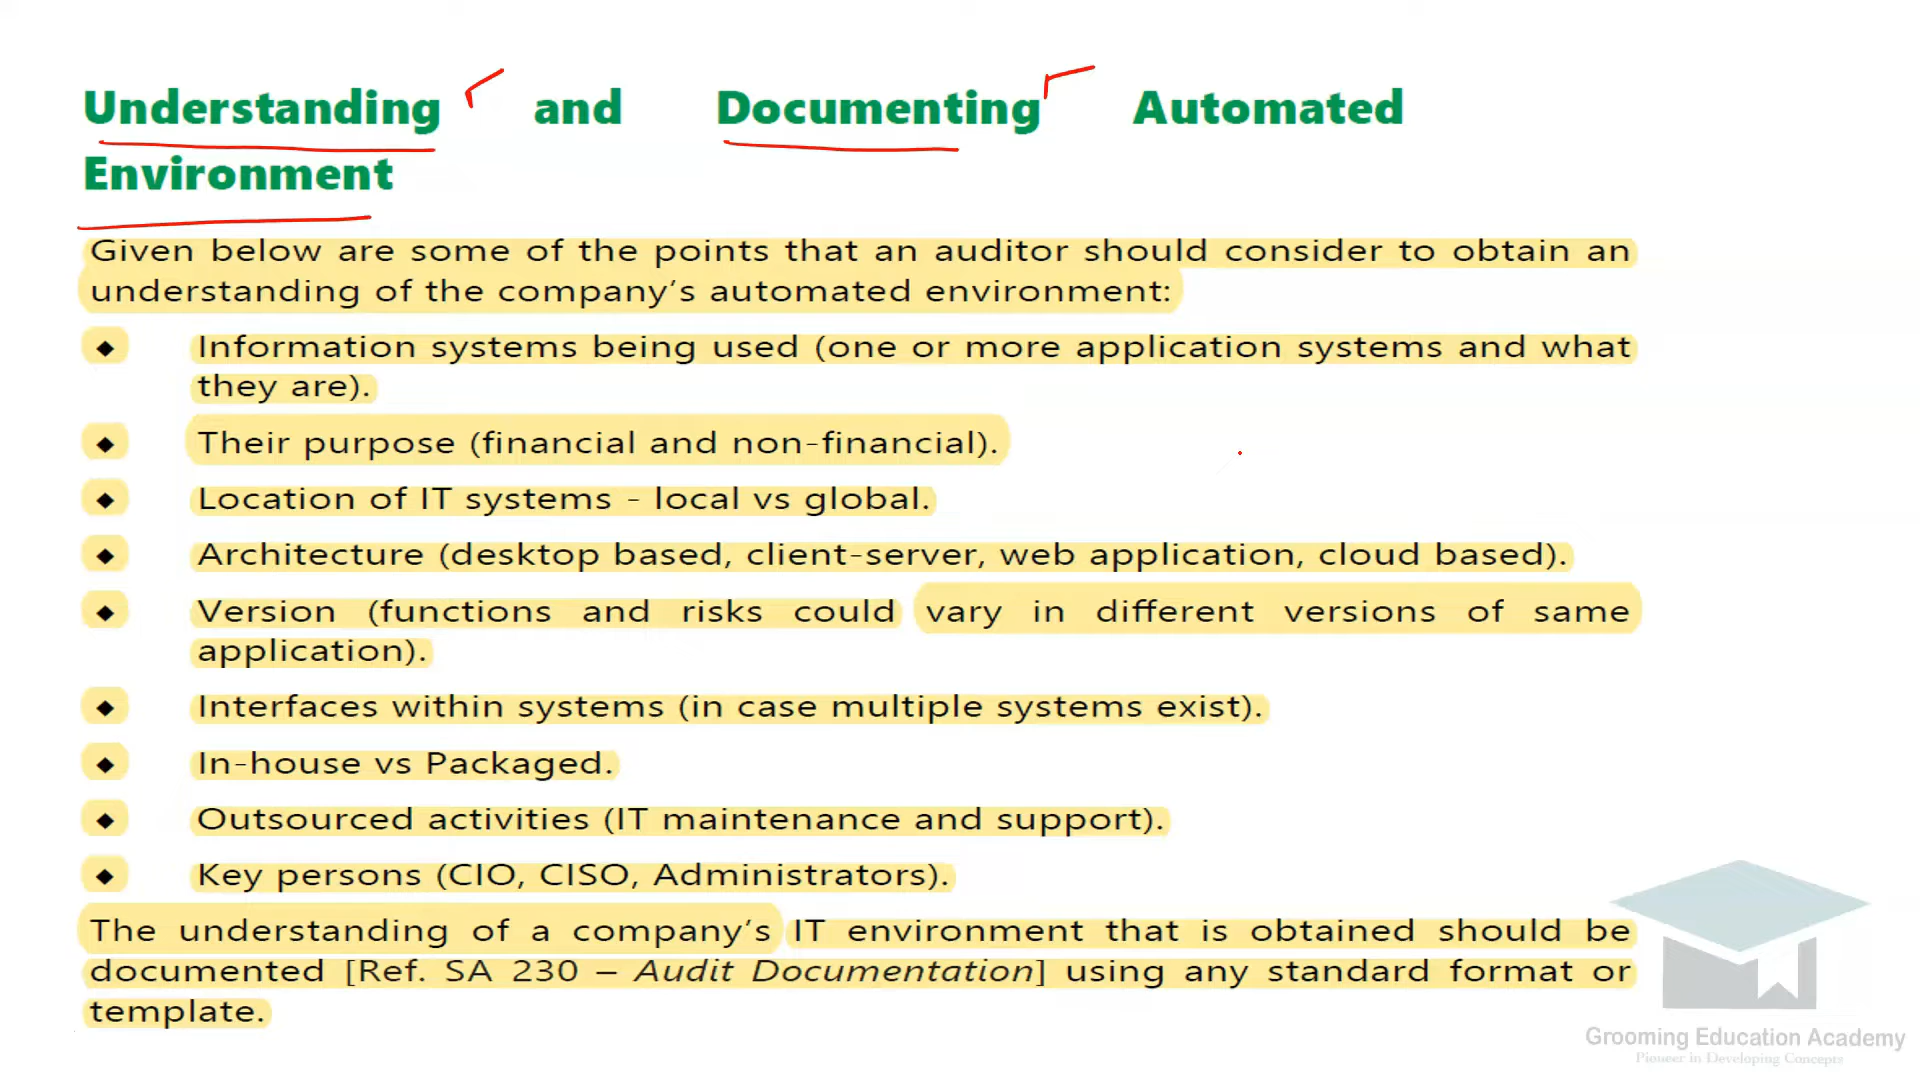 Understanding and Documenting Automated
Environment
Given below are some of the points that an auditor should consider to obtain an
understanding of the company’s automated environment:
◆ Information systems being used (one or more application systems and what
they are).
◆ Their purpose (financial and non-financial).
◆ Location of IT systems - local vs global.
◆ Architecture (desktop based, client-server, web application, cloud based).
◆ Version (functions and risks could vary in different versions of same
application).
◆ Interfaces within systems (in case multiple systems exist).
◆ In-house vs Packaged.
◆ Outsourced activities (IT maintenance and support).
◆ Key persons (CIO, CISO, Administrators).
The understanding of a company’s IT environment that is obtained should be
documented [Ref. SA 230 – Audit Documentation] using any standard format or
template.
Grooming Education Academy
Pioneer in Developing Concepts